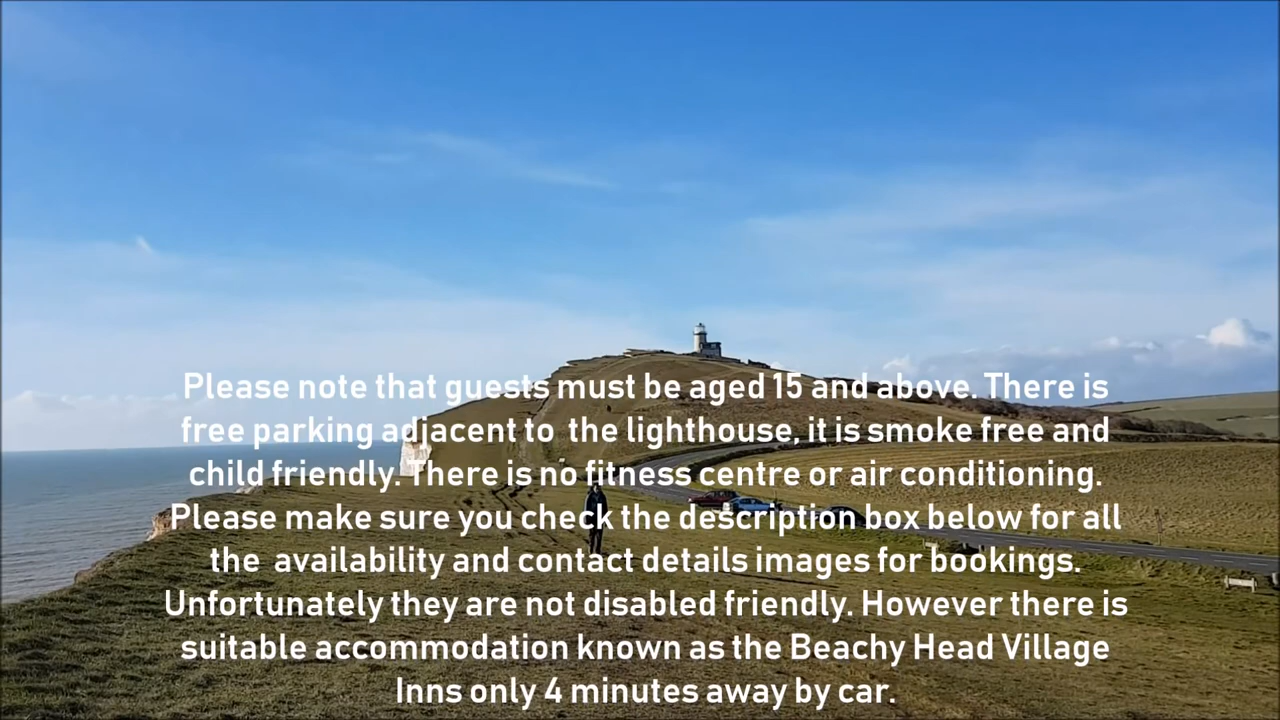 Please note that guests must be aged 15 and above. There is
free parking adjacent to  the lighthouse, it is smoke free and
child friendly. There is no fitness centre or air conditioning.
Please make sure you check the description box below for all
the  availability and contact details images for bookings.
Unfortunately they are not disabled friendly. However there is
suitable accommodation known as the Beachy Head Village
Inns only 4 minutes away by car.